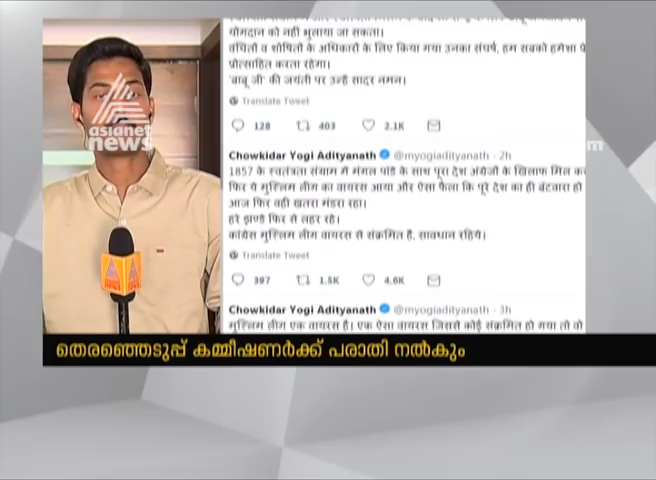 योगदान को नहीं भुलाया जा सकता।
वंचितों व शोषितों के अधिकारों के लिए किया गया उनका संघर्ष, हम सबको हमेशा
प्रोत्साहित करता रहेगा।
'बाबू जी' की जयंती पर उन्हें सादर नमन।
Translate Tweet
128 403 2.1K
asianet
news
.com
Chowkidar Yogi Adityanath @myogiadityanath · 2h
1857 के स्वतंत्रता संग्राम में मंगल पांडे के साथ पूरा देश अंग्रेजों के खिलाफ मिल कर
फिर ये मुस्लिम लीग का वायरस आया और ऐसा फैला कि पूरे देश का ही बंटवारा हो
आज फिर वही खतरा मंडरा रहा।
हरे झण्डे फिर से लहर रहे।
कांग्रेस मुस्लिम लीग वायरस से संक्रमित है, सावधान रहिये।
Translate Tweet
397 1.5K 4.6K
Chowkidar Yogi Adityanath @myogiadityanath · 3h
मुस्लिम लीग एक वायरस है। एक ऐसा वायरस जिससे कोई संक्रमित हो गया तो वो
തെരഞ്ഞെടുപ്പ് കമ്മീഷണർക്ക് പരാതി നൽകും